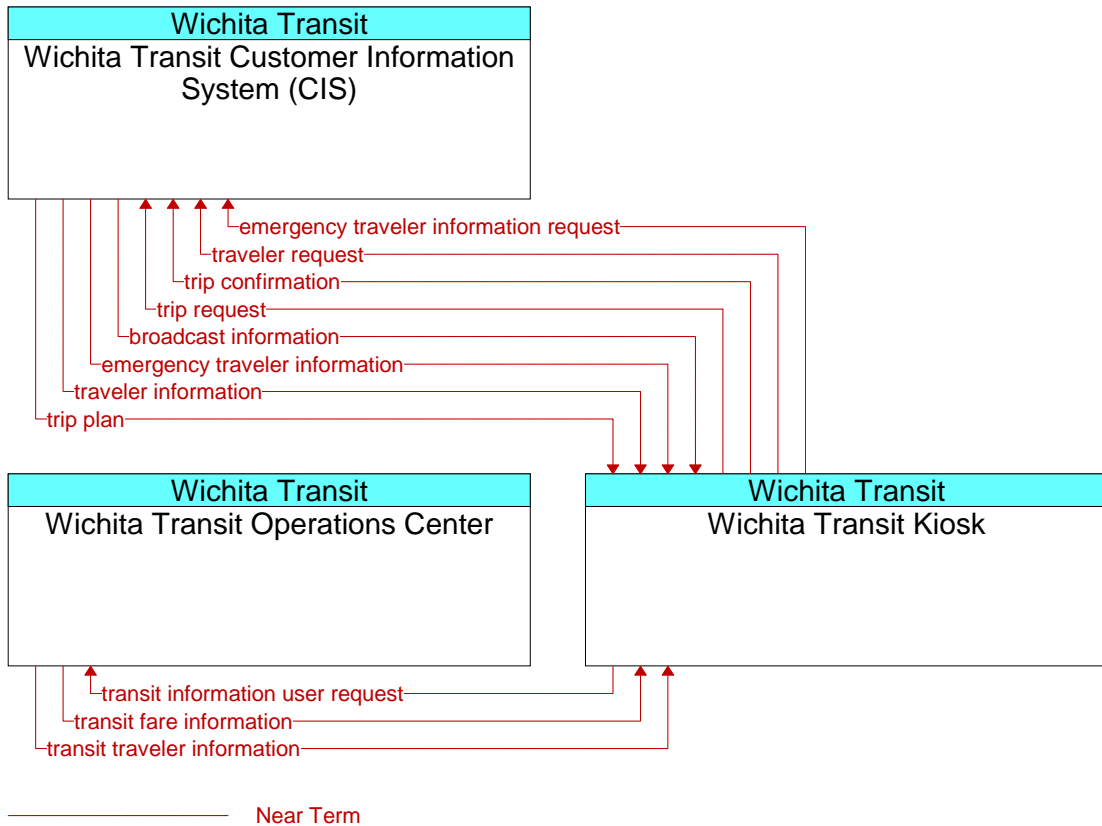 Wichita Transit
Wichita Transit Customer Information
System (CIS)
emergency traveler information request
traveler request
trip confirmation
trip request
broadcast information
emergency traveler information
traveler information
trip plan
Wichita Transit
Wichita Transit Operations Center
Wichita Transit
Wichita Transit Kiosk
transit information user request
transit fare information
transit traveler information
Near Term